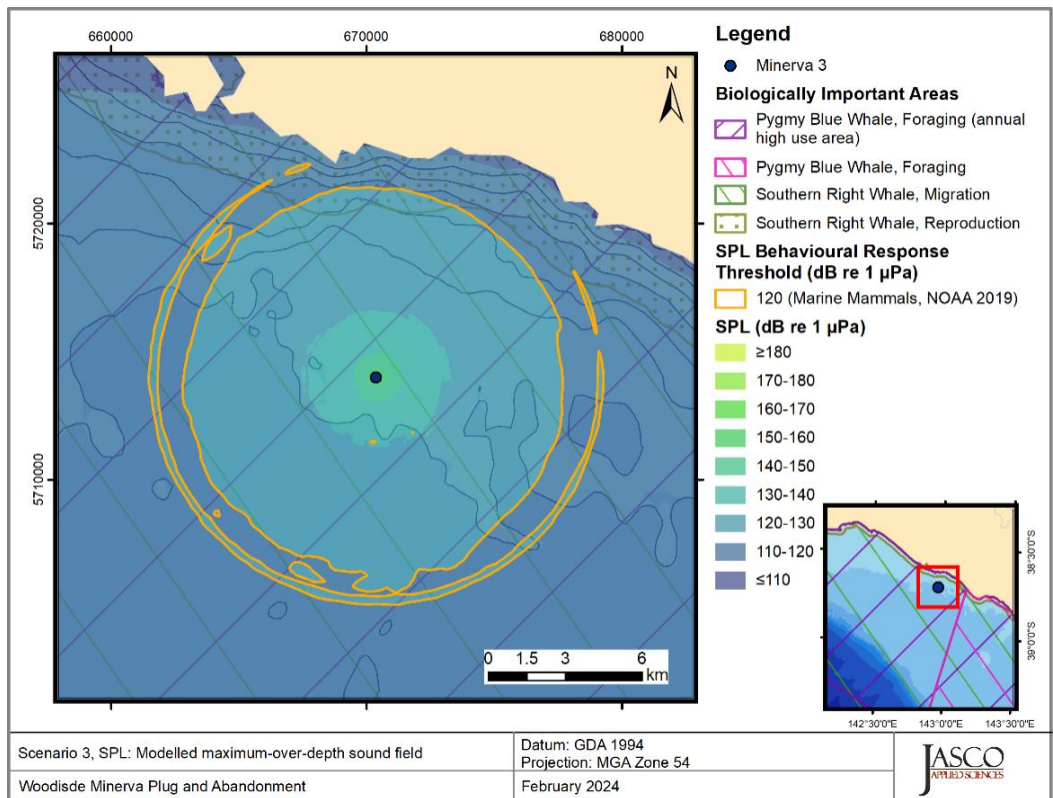 660000
670000
680000
5720000
5710000
N
0 1.5 3 6
km
Legend
Minerva 3
Biologically Important Areas
Pygmy Blue Whale, Foraging (annual
high use area)
Pygmy Blue Whale, Foraging
Southern Right Whale, Migration
Southern Right Whale, Reproduction
SPL Behavioural Response
Threshold (dB re 1 µPa)
120 (Marine Mammals, NOAA 2019)
SPL (dB re 1 µPa)
≥180
170-180
160-170
150-160
140-150
130-140
120-130
110-120
≤110
38°30'0"S
39°0'0"S
142°30'0"E 143°0'0"E 143°30'0"E
Scenario 3, SPL: Modelled maximum-over-depth sound field
Datum: GDA 1994
Projection: MGA Zone 54
Woodisde Minerva Plug and Abandonment
February 2024
JASCO
APPLIED SCIENCES